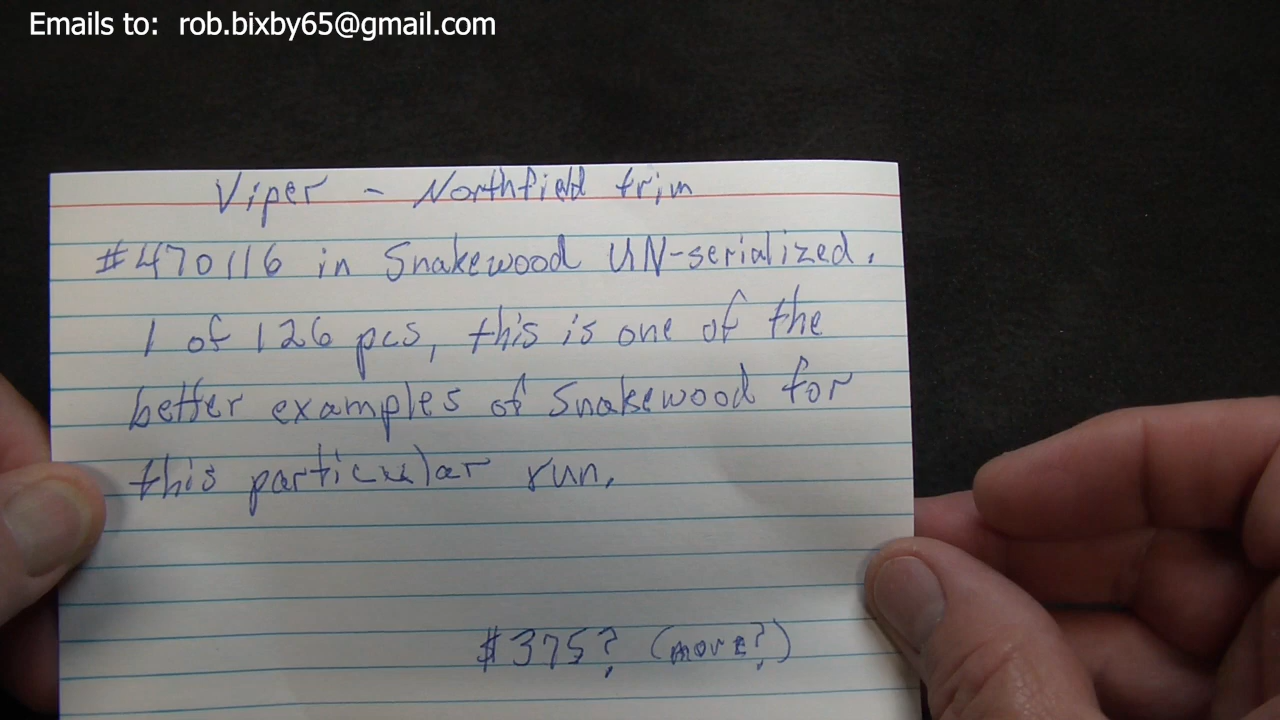 Emails to: rob.bixby65@gmail.com
Viper - Northfield trim
#470116 in Snakewood UN-serialized.
1 of 126 pcs, this is one of the
better examples of Snakewood for
this particular run.
$375? (more?)